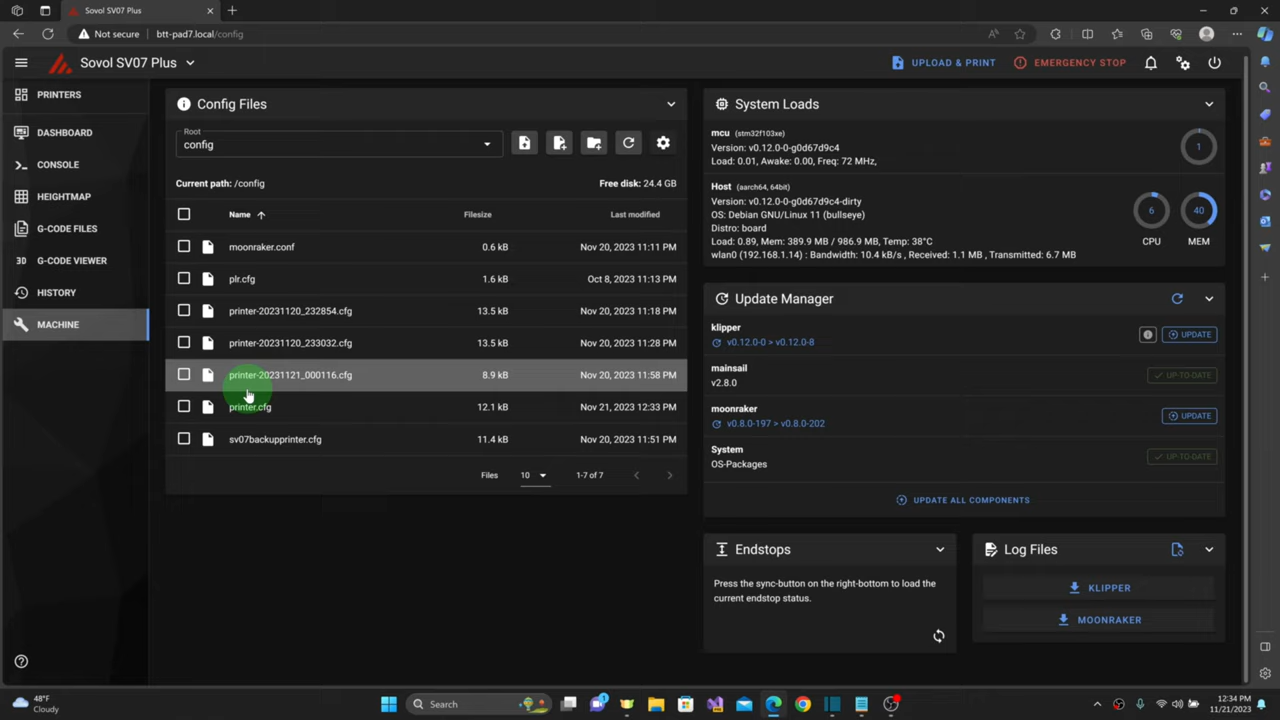 Sovol SV07 Plus
Not secure
btt-pad7.local/config
Sovol SV07 Plus
UPLOAD & PRINT
EMERGENCY STOP
PRINTERS
DASHBOARD
CONSOLE
HEIGHTMAP
G-CODE FILES
3D
G-CODE VIEWER
HISTORY
MACHINE
Config Files
Root
config
Current path: /config
Free disk: 24.4 GB
Name
Filesize
Last modified
moonraker.conf
0.6 kB
Nov 20, 2023 11:11 PM
plr.cfg
1.6 kB
Oct 8, 2023 11:13 PM
printer-20231120_232854.cfg
13.5 kB
Nov 20, 2023 11:18 PM
printer-20231120_233032.cfg
13.5 kB
Nov 20, 2023 11:28 PM
printer-20231121_000116.cfg
8.9 kB
Nov 20, 2023 11:58 PM
printer.cfg
12.1 kB
Nov 21, 2023 12:33 PM
sv07backupprinter.cfg
11.4 kB
Nov 20, 2023 11:51 PM
Files
10
1-7 of 7
System Loads
mcu (stm32f103xe)
Version: v0.12.0-0-g0d67d9c4
Load: 0.01, Awake: 0.00, Freq: 72 MHz,
1
Host (aarch64, 64bit)
Version: v0.12.0-0-g0d67d9c4-dirty
OS: Debian GNU/Linux 11 (bullseye)
Distro: board
Load: 0.89, Mem: 389.9 MB / 986.9 MB, Temp: 38°C
wlan0 (192.168.1.14) : Bandwidth: 10.4 kB/s , Received: 1.1 MB , Transmitted: 6.7 MB
6
40
CPU
MEM
Update Manager
klipper
v0.12.0-0 > v0.12.0-8
UPDATE
mainsail
v2.8.0
UP-TO-DATE
moonraker
v0.8.0-197 > v0.8.0-202
UPDATE
System
OS-Packages
UP-TO-DATE
UPDATE ALL COMPONENTS
Endstops
Press the sync-button on the right-bottom to load the
current endstop status.
Log Files
KLIPPER
MOONRAKER
48°F
Cloudy
Search
1
12:34 PM
11/21/2023